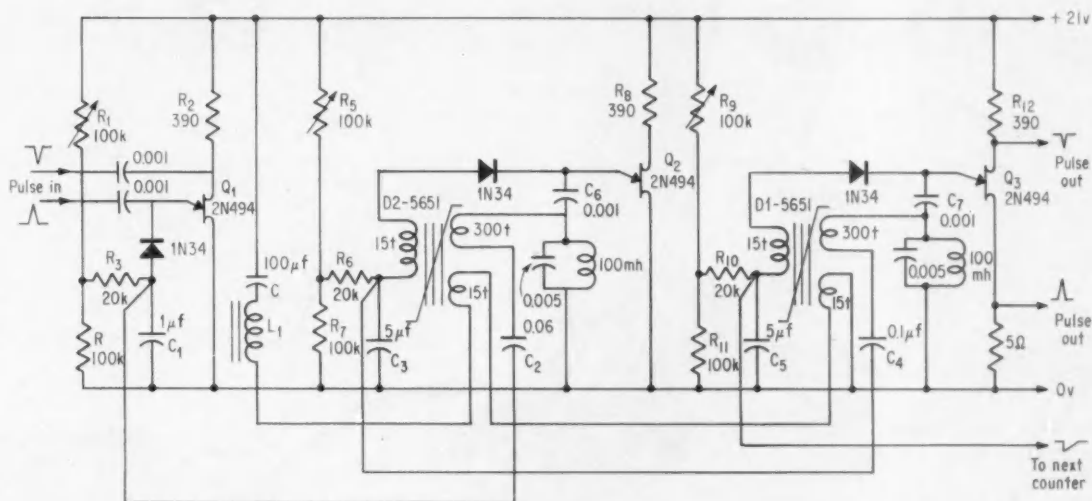 + 21v
R1
100k
R2
390
R5
100k
R8
390
R9
100k
R12
390
0.001
Pulse in
0.001
Q1
2N494
1N34
R3
20k
R
100k
1μf
C1
100μf
C
L1
R6
20k
R7
100k
5μf
C3
D2-5651
15t
300t
15t
1N34
C6
0.001
100mh
0.005
0.06
C2
Q2
2N494
R10
20k
R11
100k
5μf
C5
D1-5651
15t
300t
15t
1N34
C7
0.001
0.005
100
mh
0.1μf
C4
Q3
2N494
Pulse
out
Pulse
out
5Ω
0v
To next
counter